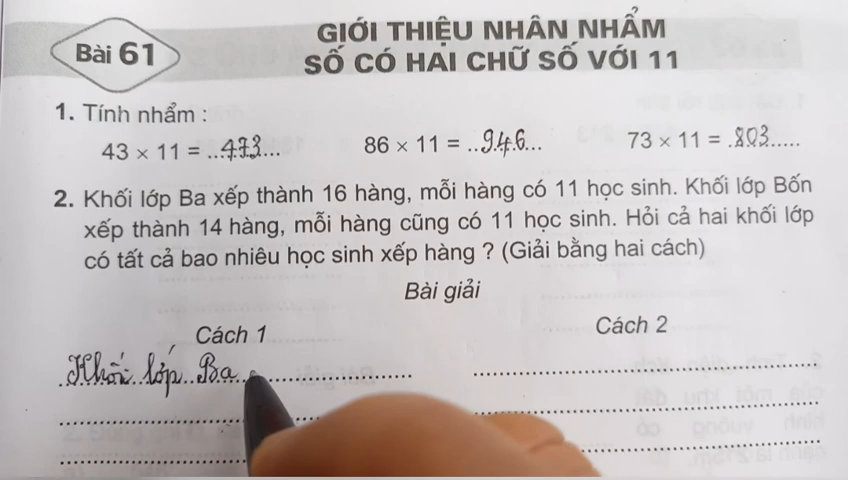 Bài 61
GIỚI THIỆU NHÂN NHẨM
SỐ CÓ HAI CHỮ SỐ VỚI 11
1. Tính nhẩm :
43 × 11 = ..473... 86 × 11 = ..946... 73 × 11 = .803.....
2. Khối lớp Ba xếp thành 16 hàng, mỗi hàng có 11 học sinh. Khối lớp Bốn
xếp thành 14 hàng, mỗi hàng cũng có 11 học sinh. Hỏi cả hai khối lớp
có tất cả bao nhiêu học sinh xếp hàng ? (Giải bằng hai cách)
Bài giải
Cách 1
Khối lớp Ba
Cách 2